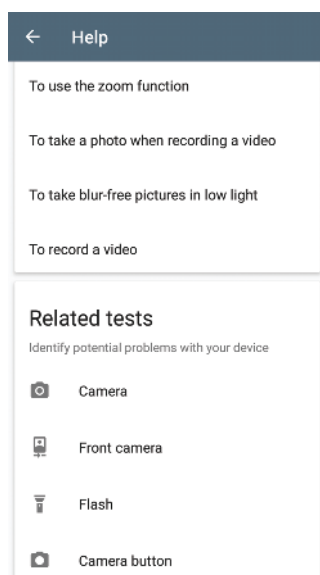 Help
To use the zoom function
To take a photo when recording a video
To take blur-free pictures in low light
To record a video
Related tests
Identify potential problems with your device
Camera
Front camera
Flash
Camera button